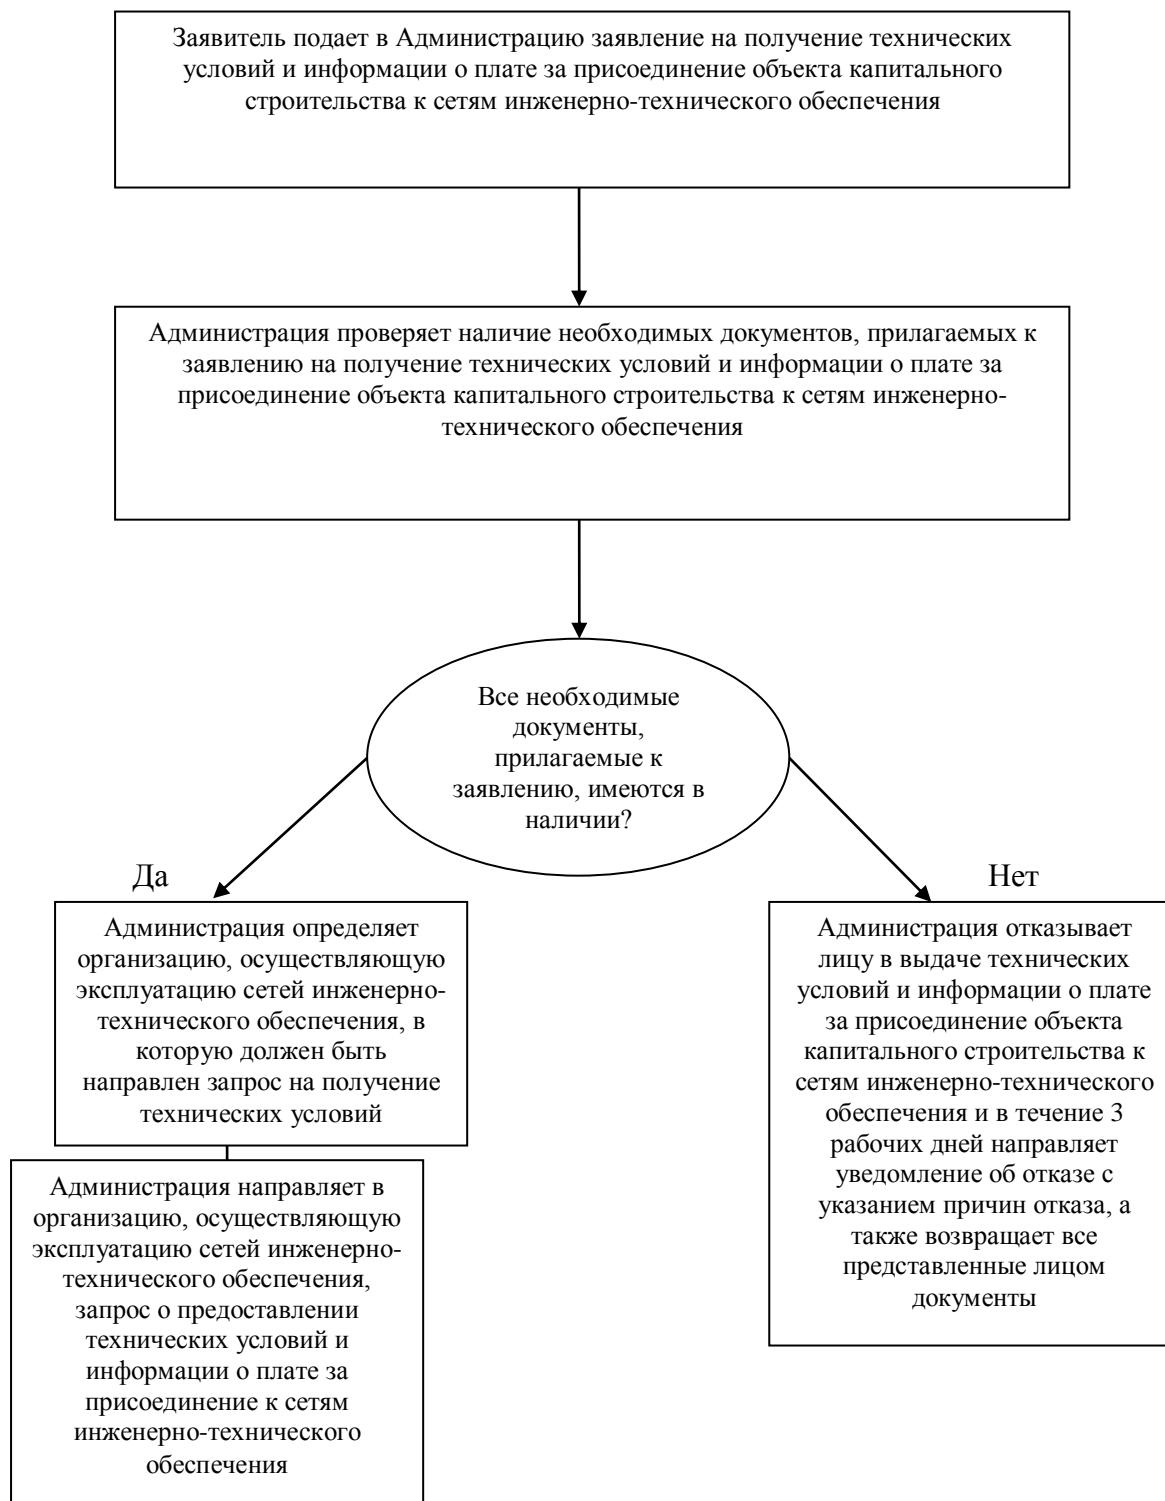 Заявитель подает в Администрацию заявление на получение технических
условий и информации о плате за присоединение объекта капитального
строительства к сетям инженерно-технического обеспечения
Администрация проверяет наличие необходимых документов, прилагаемых к
заявлению на получение технических условий и информации о плате за
присоединение объекта капитального строительства к сетям инженерно-
технического обеспечения
Все необходимые
документы,
прилагаемые к
заявлению, имеются в
наличии?
Да
Нет
Администрация определяет
организацию, осуществляющую
эксплуатацию сетей инженерно-
технического обеспечения, в
которую должен быть
направлен запрос на получение
технических условий
Администрация отказывает
лицу в выдаче технических
условий и информации о плате
за присоединение объекта
капитального строительства к
сетям инженерно-технического
обеспечения и в течение 3
рабочих дней направляет
уведомление об отказе с
указанием причин отказа, а
также возвращает все
представленные лицом
документы
Администрация направляет в
организацию, осуществляющую
эксплуатацию сетей инженерно-
технического обеспечения,
запрос о предоставлении
технических условий и
информации о плате за
присоединение к сетям
инженерно-технического
обеспечения